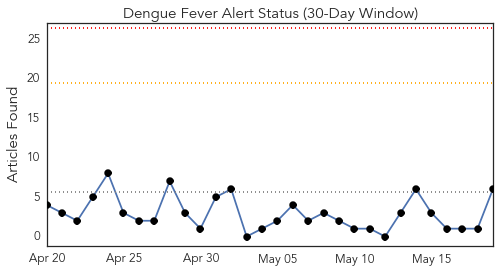 Dengue Fever Alert Status (30-Day Window)
Articles Found
25
20
15
10
5
0
Apr 20 Apr 25 Apr 30 May 05 May 10 May 15